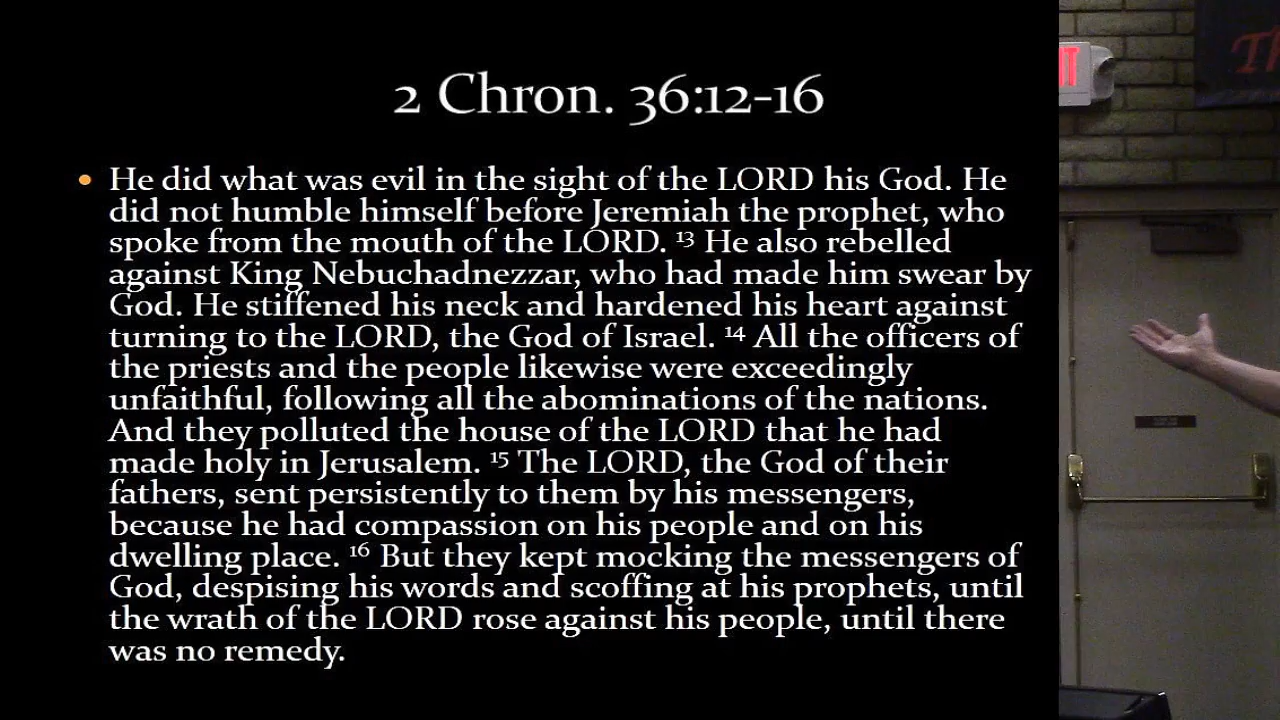 2 Chron. 36:12-16
• He did what was evil in the sight of the LORD his God. He
did not humble himself before Jeremiah the prophet, who
spoke from the mouth of the LORD. ¹³ He also rebelled
against King Nebuchadnezzar, who had made him swear by
God. He stiffened his neck and hardened his heart against
turning to the LORD, the God of Israel. ¹⁴ All the officers of
the priests and the people likewise were exceedingly
unfaithful, following all the abominations of the nations.
And they polluted the house of the LORD that he had
made holy in Jerusalem. ¹⁵ The LORD, the God of their
fathers, sent persistently to them by his messengers,
because he had compassion on his people and on his
dwelling place. ¹⁶ But they kept mocking the messengers of
God, despising his words and scoffing at his prophets, until
the wrath of the LORD rose against his people, until there
was no remedy.